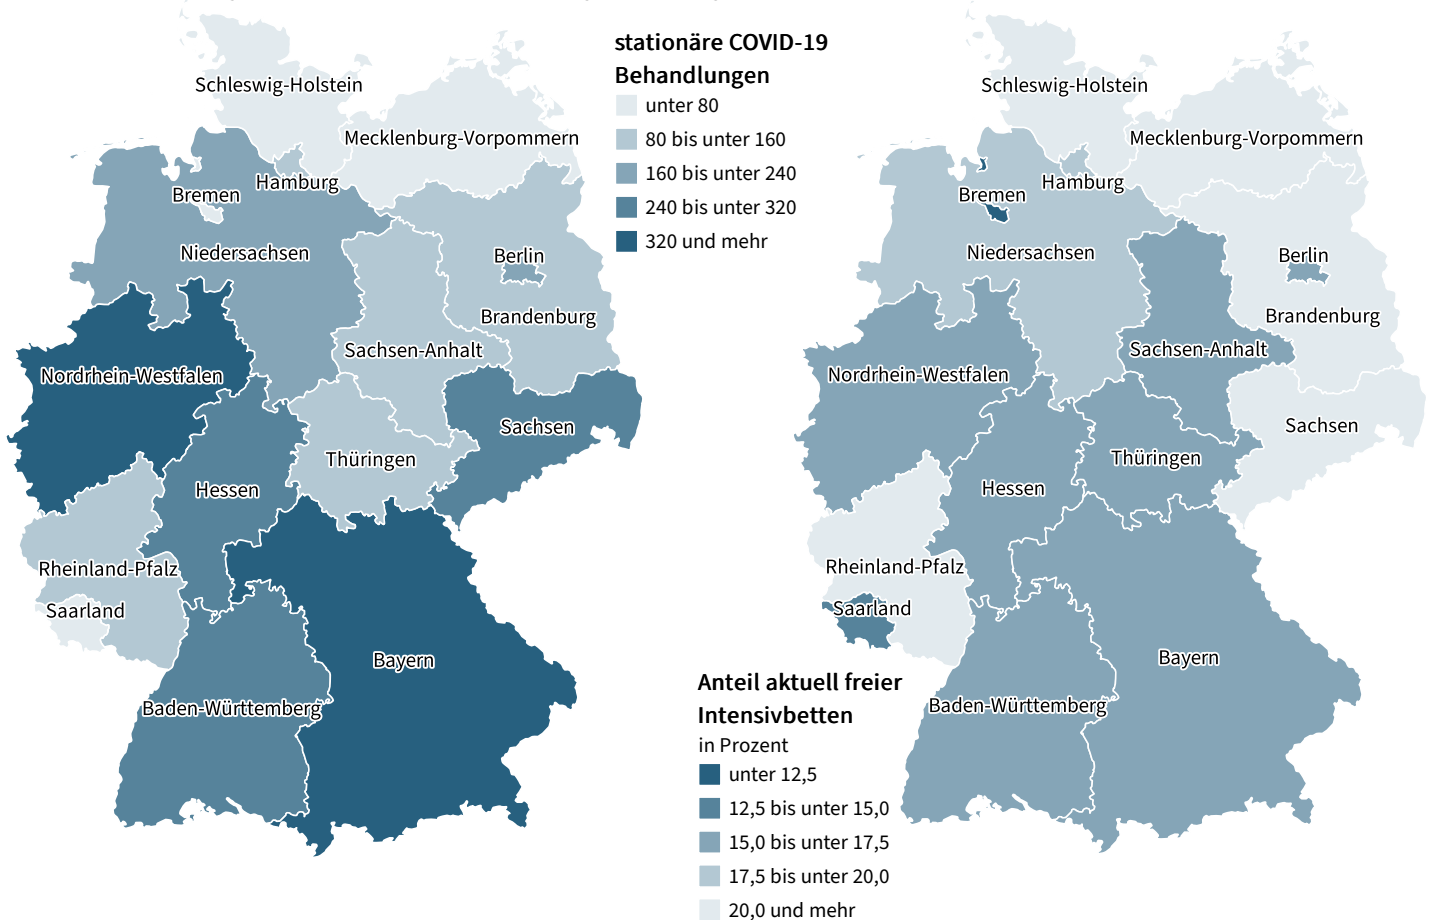 stationäre COVID-19
Behandlungen
unter 80
80 bis unter 160
160 bis unter 240
240 bis unter 320
320 und mehr
Schleswig-Holstein
Mecklenburg-Vorpommern
Hamburg
Bremen
Niedersachsen
Berlin
Brandenburg
Sachsen-Anhalt
Nordrhein-Westfalen
Sachsen
Thüringen
Hessen
Rheinland-Pfalz
Saarland
Bayern
Baden-Württemberg
Schleswig-Holstein
Mecklenburg-Vorpommern
Hamburg
Bremen
Niedersachsen
Berlin
Brandenburg
Sachsen-Anhalt
Nordrhein-Westfalen
Sachsen
Thüringen
Hessen
Rheinland-Pfalz
Saarland
Bayern
Baden-Württemberg
Anteil aktuell freier
Intensivbetten
in Prozent
unter 12,5
12,5 bis unter 15,0
15,0 bis unter 17,5
17,5 bis unter 20,0
20,0 und mehr